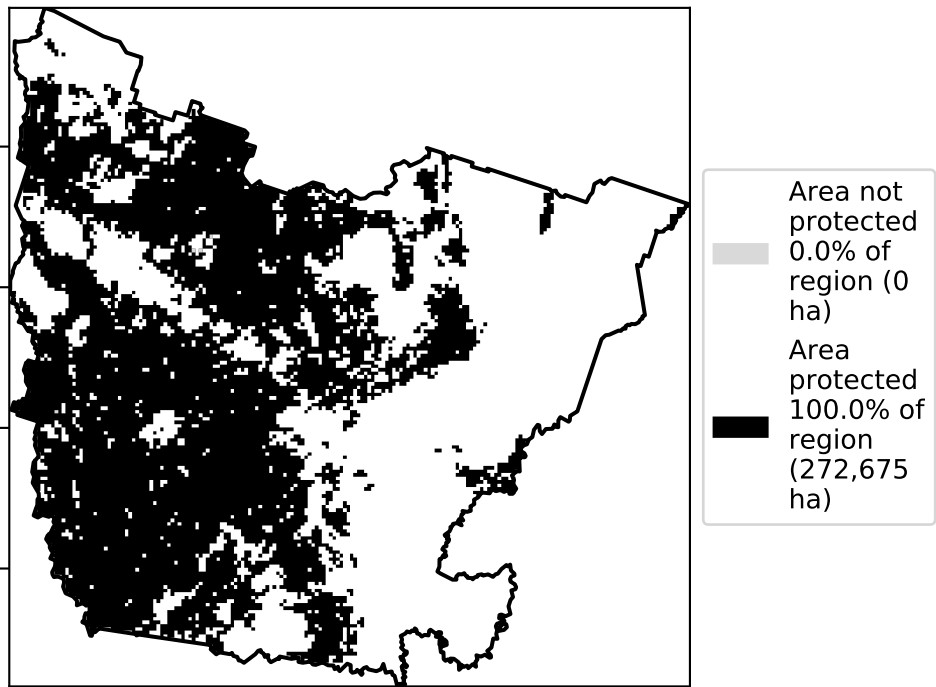 Area not
protected
0.0% of
region (0
ha)
Area
protected
100.0% of
region
(272,675
ha)